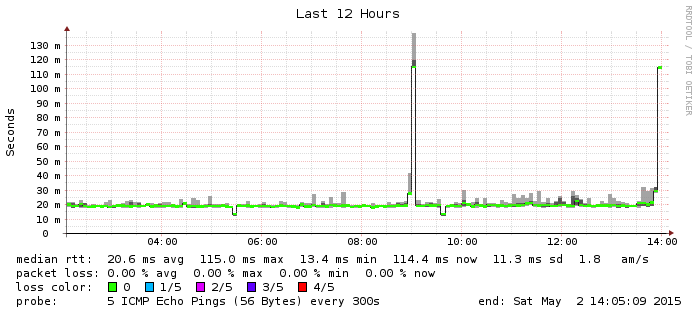 Last 12 Hours
RRDTOOL / TOBI OETIKER
Seconds
130 m
120 m
110 m
100 m
90 m
80 m
70 m
60 m
50 m
40 m
30 m
20 m
10 m
0
04:00 06:00 08:00 10:00 12:00 14:00
median rtt: 20.6 ms avg 115.0 ms max 13.4 ms min 114.4 ms now 11.3 ms sd 1.8 am/s
packet loss: 0.00 % avg 0.00 % max 0.00 % min 0.00 % now
loss color: 0 1/5 2/5 3/5 4/5
probe: 5 ICMP Echo Pings (56 Bytes) every 300s end: Sat May 2 14:05:09 2015